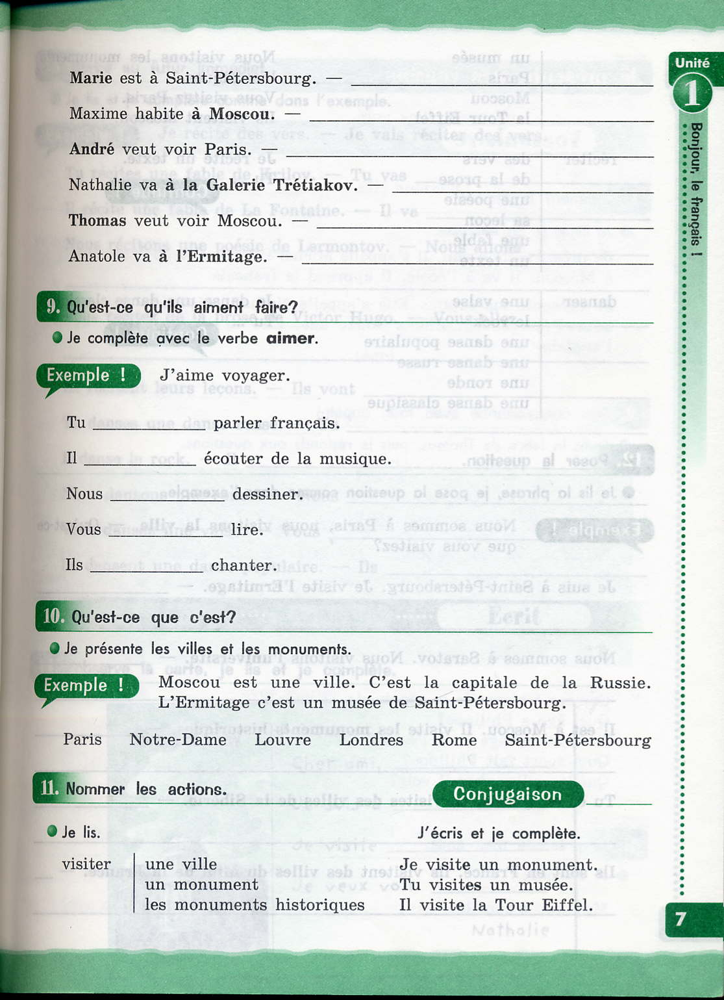 Unité
1
Bonjour, le français !
Marie est à Saint-Pétersbourg. —
Maxime habite à Moscou. —
André veut voir Paris. —
Nathalie va à la Galerie Trétiakov. —
Thomas veut voir Moscou. —
Anatole va à l'Ermitage. —
9. Qu'est-ce qu'ils aiment faire?
Je complète avec le verbe aimer.
Exemple ! J'aime voyager.
Tu ____ parler français.
Il ____ écouter de la musique.
Nous ____ dessiner.
Vous ____ lire.
Ils ____ chanter.
10. Qu'est-ce que c'est?
Je présente les villes et les monuments.
Exemple ! Moscou est une ville. C'est la capitale de la Russie.
L'Ermitage c'est un musée de Saint-Pétersbourg.
Paris Notre-Dame Louvre Londres Rome Saint-Pétersbourg
11. Nommer les actions.
Conjugaison
Je lis. J'écris et je complète.
visiter une ville Je visite un monument.
un monument Tu visites un musée.
les monuments historiques Il visite la Tour Eiffel.
7